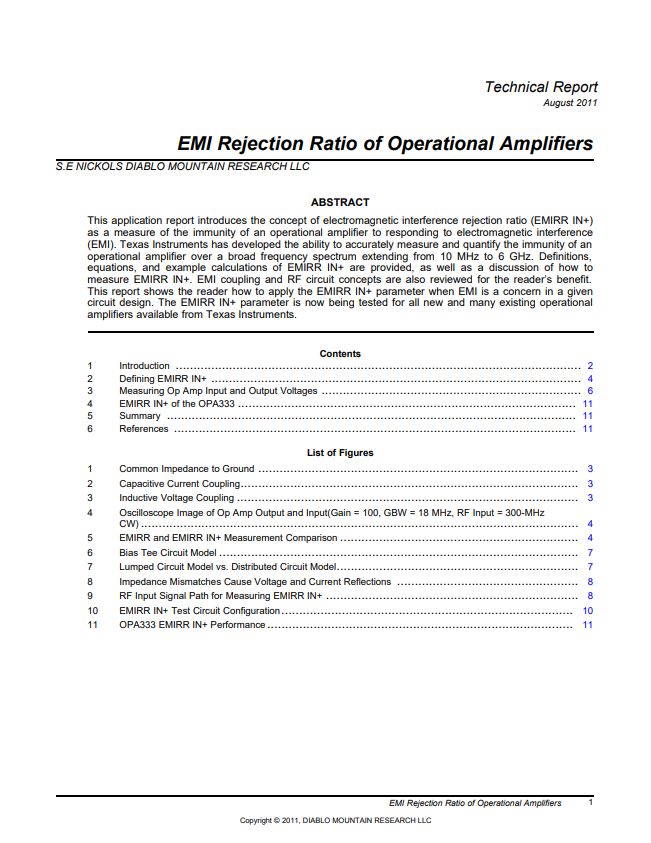 Technical Report
August 2011
EMI Rejection Ratio of Operational Amplifiers
S.E NICKOLS DIABLO MOUNTAIN RESEARCH LLC
ABSTRACT
This application report introduces the concept of electromagnetic interference rejection ratio (EMIRR IN+)
as a measure of the immunity of an operational amplifier to responding to electromagnetic interference
(EMI). Texas Instruments has developed the ability to accurately measure and quantify the immunity of an
operational amplifier over a broad frequency spectrum extending from 10 MHz to 6 GHz. Definitions,
equations, and example calculations of EMIRR IN+ are provided, as well as a discussion of how to
measure EMIRR IN+. EMI coupling and RF circuit concepts are also reviewed for the reader's benefit.
This report shows the reader how to apply the EMIRR IN+ parameter when EMI is a concern in a given
circuit design. The EMIRR IN+ parameter is now being tested for all new and many existing operational
amplifiers available from Texas Instruments.
Contents
1 Introduction ........ 2
2 Defining EMIRR IN+ ........ 4
3 Measuring Op Amp Input and Output Voltages ........ 6
4 EMIRR IN+ of the OPA333 ........ 11
5 Summary ........ 11
6 References ........ 11
List of Figures
1 Common Impedance to Ground ........ 3
2 Capacitive Current Coupling ........ 3
3 Inductive Voltage Coupling ........ 3
4 Oscilloscope Image of Op Amp Output and Input(Gain = 100, GBW = 18 MHz, RF Input = 300-MHz
CW) ........ 4
5 EMIRR and EMIRR IN+ Measurement Comparison ........ 4
6 Bias Tee Circuit Model ........ 7
7 Lumped Circuit Model vs. Distributed Circuit Model ........ 7
8 Impedance Mismatches Cause Voltage and Current Reflections ........ 8
9 RF Input Signal Path for Measuring EMIRR IN+ ........ 8
10 EMIRR IN+ Test Circuit Configuration ........ 10
11 OPA333 EMIRR IN+ Performance ........ 11
EMI Rejection Ratio of Operational Amplifiers 1
Copyright © 2011, DIABLO MOUNTAIN RESEARCH LLC